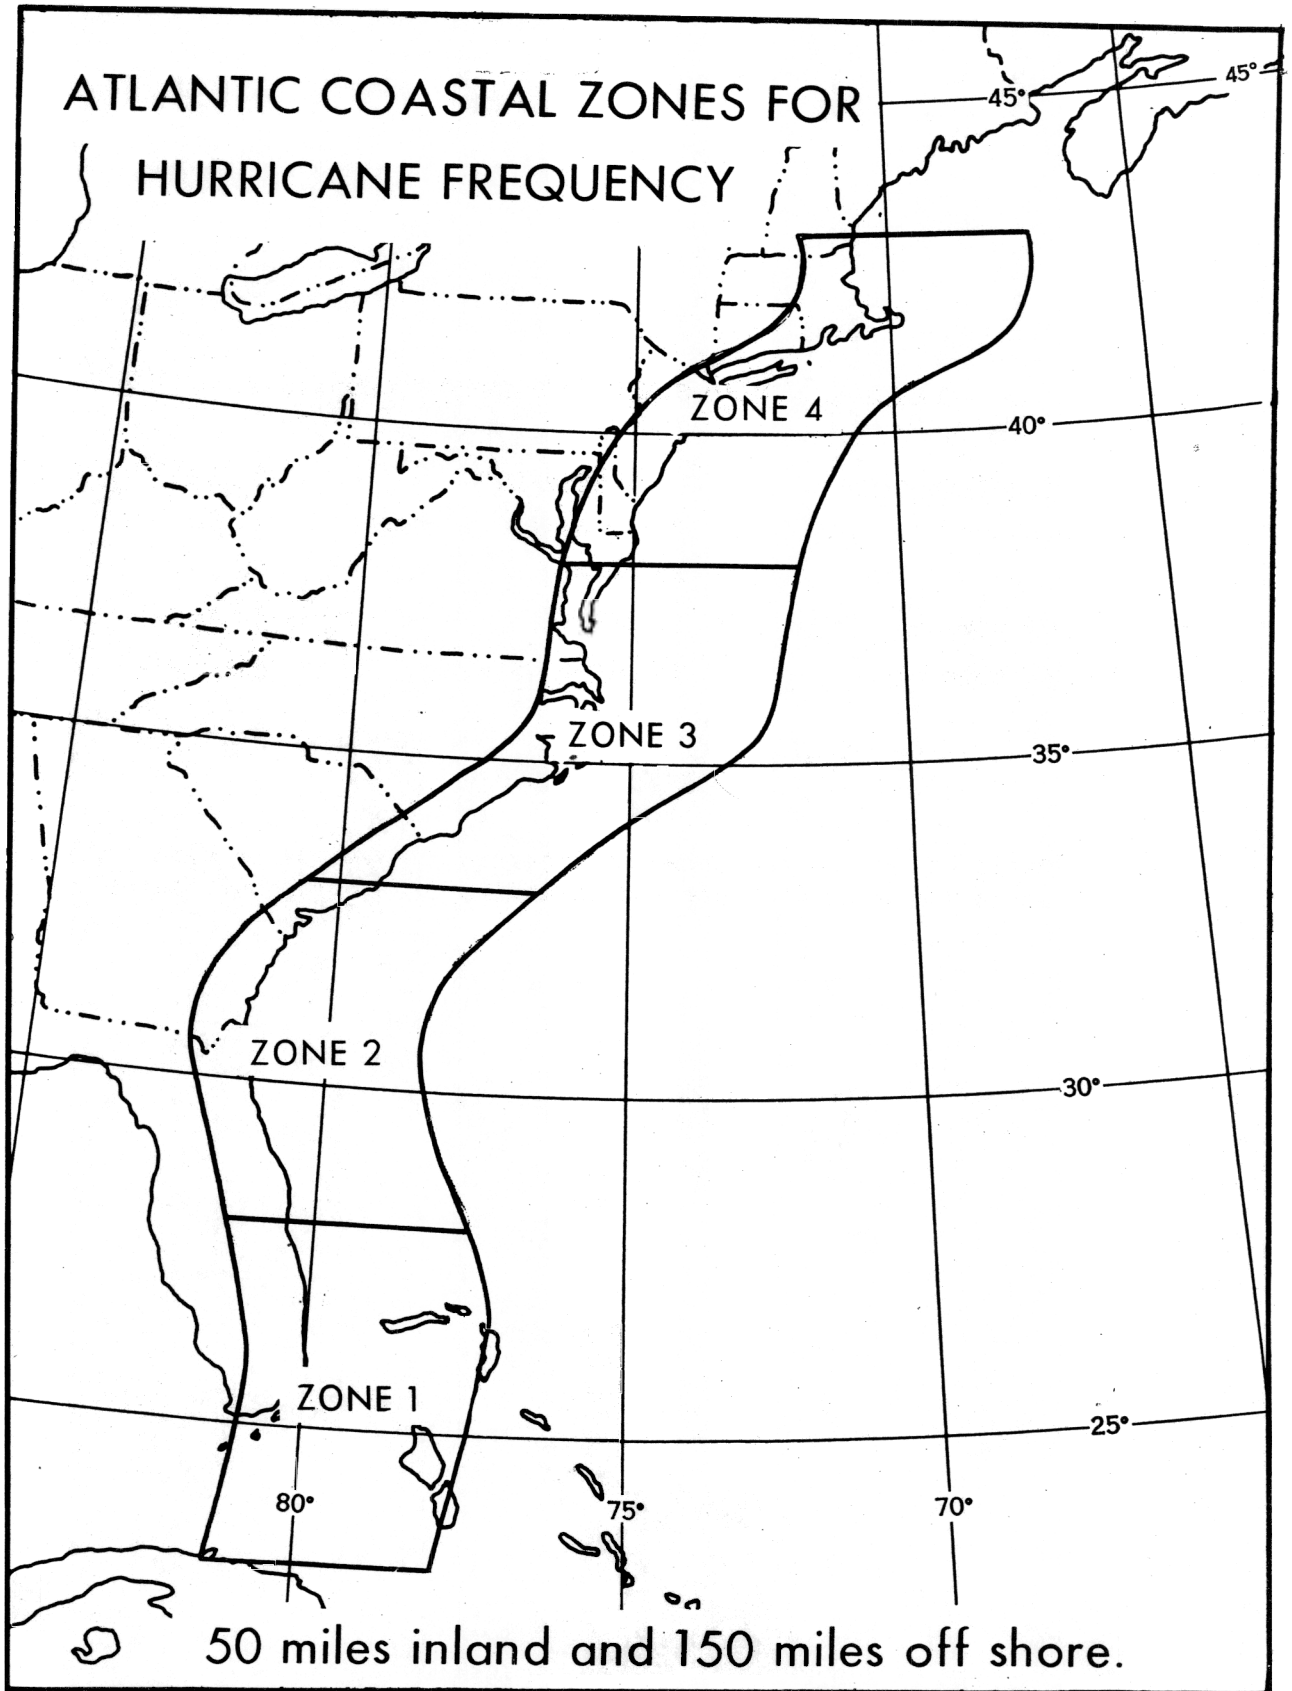 ATLANTIC COASTAL ZONES FOR
HURRICANE FREQUENCY
45°
45°
ZONE 4
40°
ZONE 3
35°
ZONE 2
30°
ZONE 1
25°
80°
75°
70°
50 miles inland and 150 miles off shore.